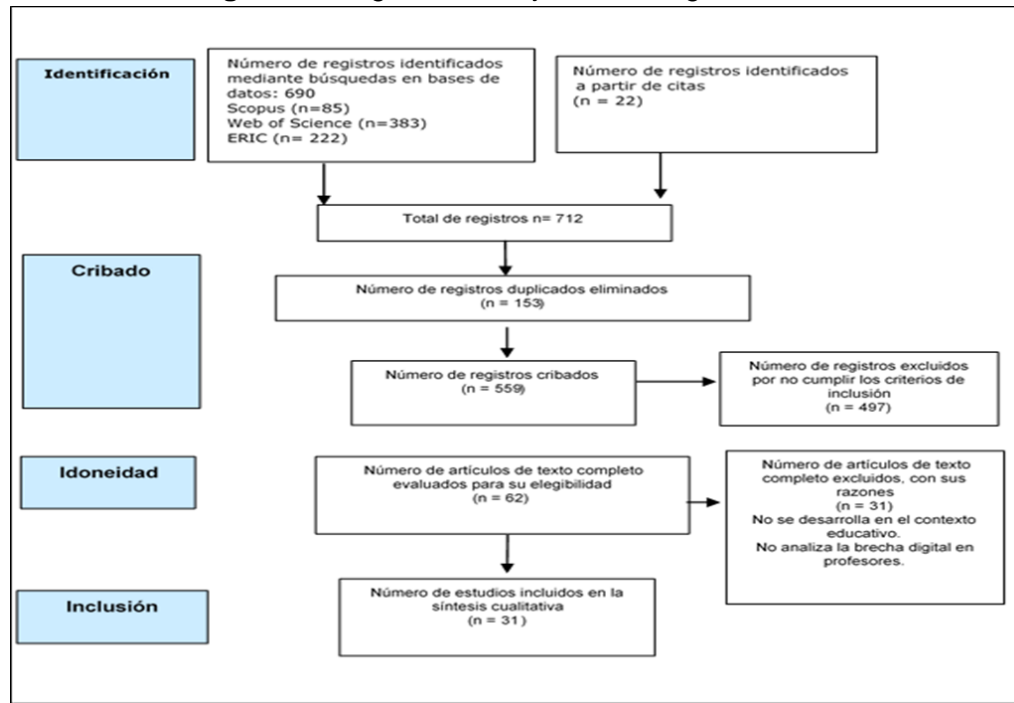 Identificación
Número de registros identificados
mediante búsquedas en bases de
datos: 690
Scopus (n=85)
Web of Science (n=383)
ERIC (n= 222)
Número de registros identificados
a partir de citas
(n = 22)
Total de registros n= 712
Cribado
Número de registros duplicados eliminados
(n = 153)
Número de registros cribados
(n = 559)
Número de registros excluidos
por no cumplir los criterios de
inclusión
(n = 497)
Idoneidad
Número de artículos de texto completo
evaluados para su elegibilidad
(n = 62)
Número de artículos de texto
completo excluidos, con sus
razones
(n = 31)
No se desarrolla en el contexto
educativo.
No analiza la brecha digital en
profesores.
Inclusión
Número de estudios incluidos en la
síntesis cualitativa
(n = 31)